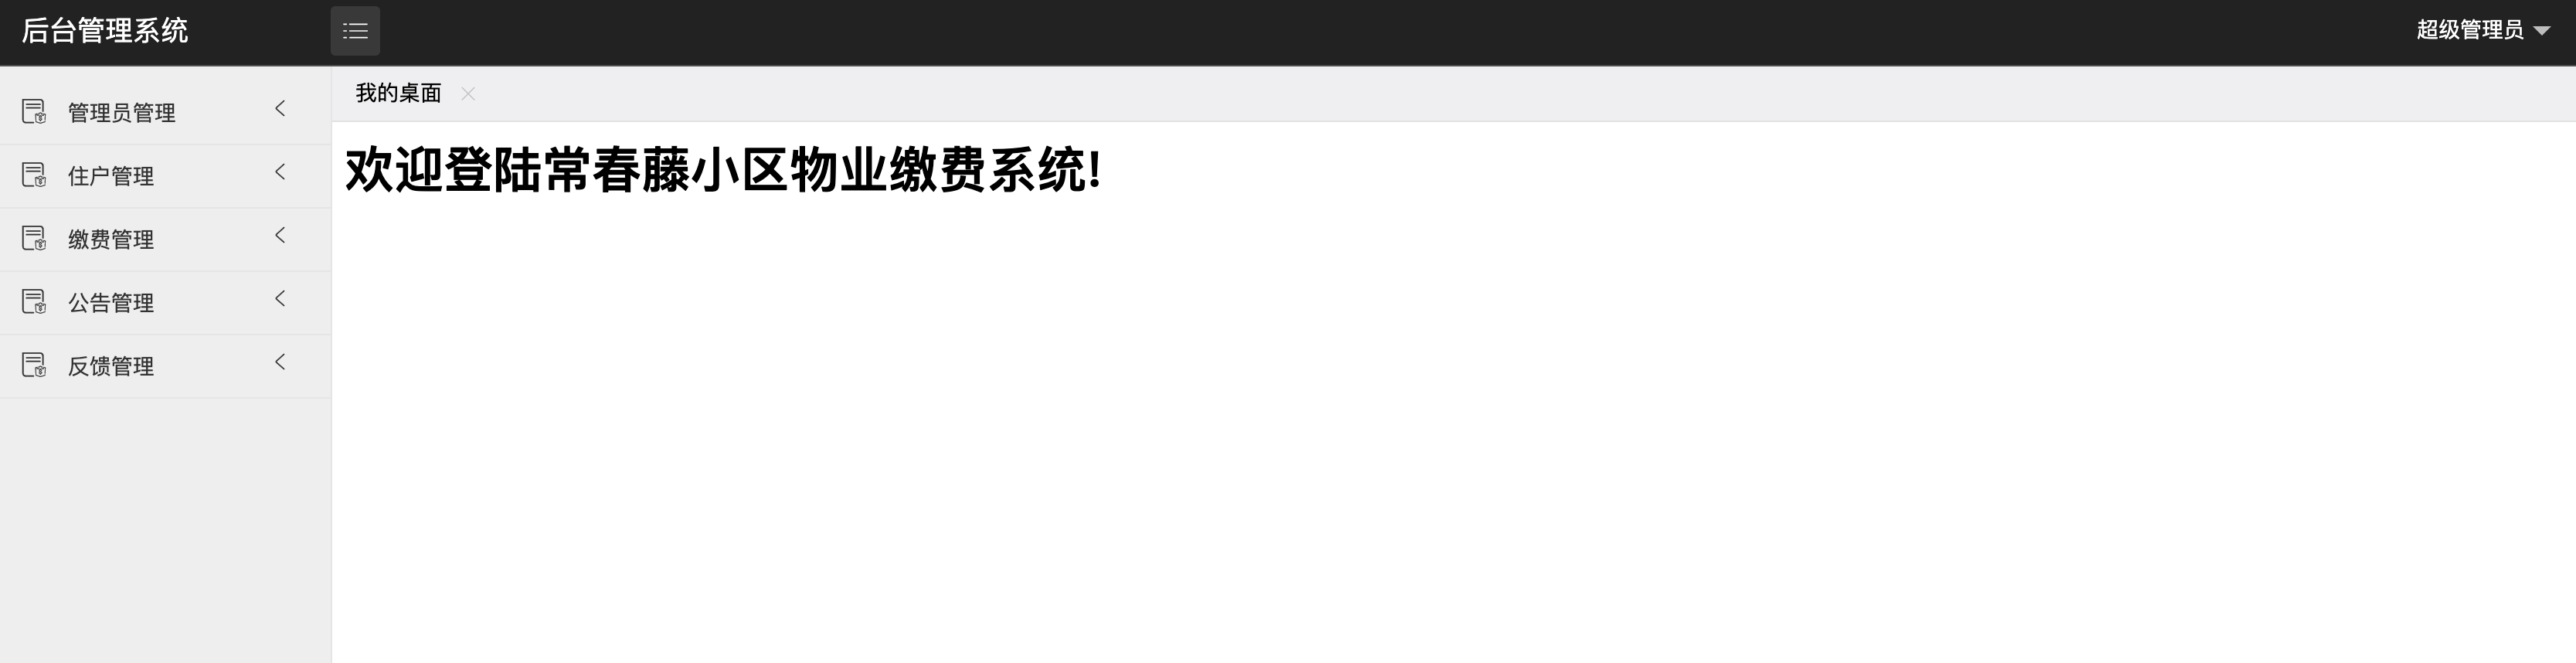 后台管理系统
超级管理员
管理员管理
住户管理
缴费管理
公告管理
反馈管理
我的桌面
欢迎登陆常春藤小区物业缴费系统!